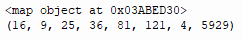 <map object at 0x03ABED30>
(16, 9, 25, 36, 81, 121, 4, 5929)